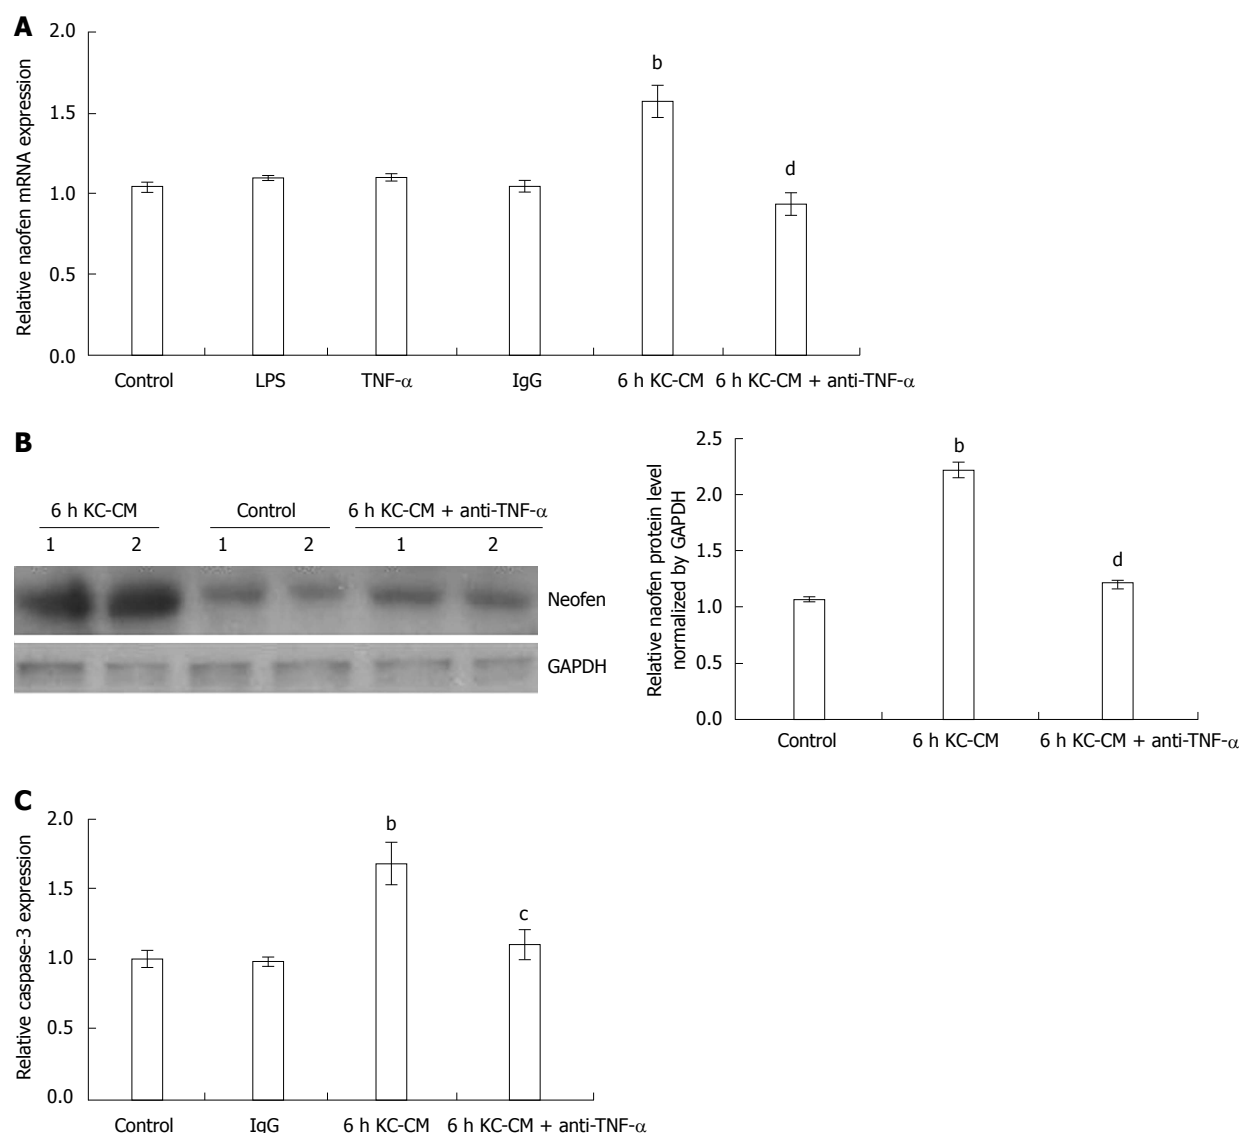 A
Relative naofen mRNA expression
2.0
1.5
1.0
0.5
0.0
b
d
Control LPS TNF-α IgG 6 h KC-CM 6 h KC-CM + anti-TNF-α
B
6 h KC-CM Control 6 h KC-CM + anti-TNF-α
1 2 1 2 1 2
Neofen
GAPDH
Relative naofen protein level
normalized by GAPDH
2.5
2.0
1.5
1.0
0.5
0.0
b
d
Control 6 h KC-CM 6 h KC-CM + anti-TNF-α
C
Relative caspase-3 expression
2.0
1.5
1.0
0.5
0.0
b
c
Control IgG 6 h KC-CM 6 h KC-CM + anti-TNF-α